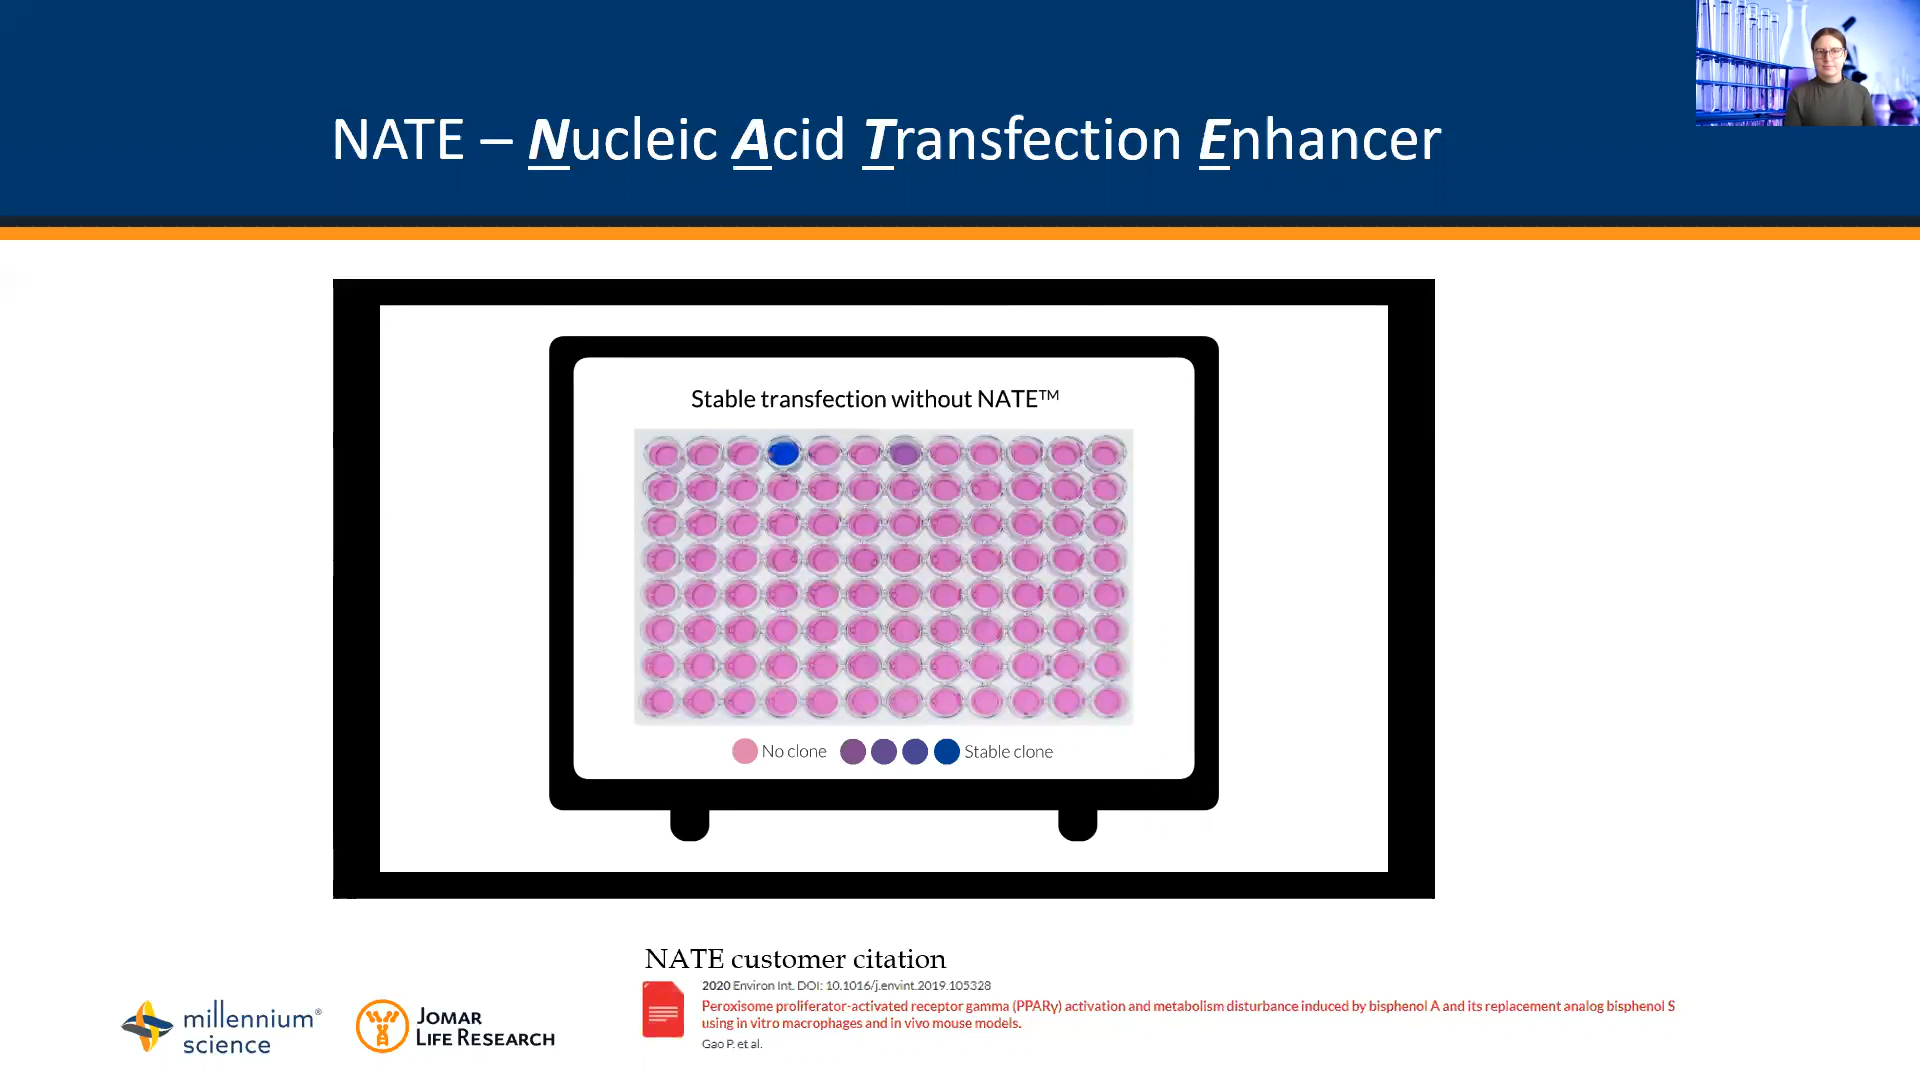 NATE – Nucleic Acid Transfection Enhancer
Stable transfection without NATE™
No clone
Stable clone
NATE customer citation
2020 Environ Int. DOI: 10.1016/j.envint.2019.105328
Peroxisome proliferator-activated receptor gamma (PPARγ) activation and metabolism disturbance induced by bisphenol A and its replacement analog bisphenol S
using in vitro macrophages and in vivo mouse models.
Gao P. et al.
millennium®
science
JOMAR
LIFE RESEARCH